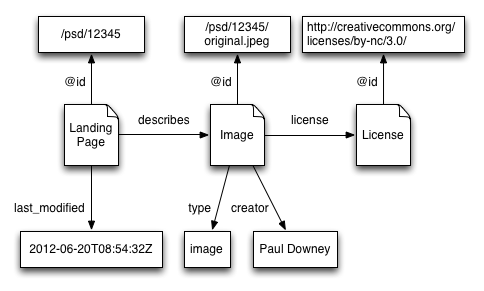 /psd/12345
/psd/12345/
original.jpeg
http://creativecommons.org/
licenses/by-nc/3.0/
@id
@id
@id
Landing
Page
describes
Image
license
License
last_modified
type
creator
2012-06-20T08:54:32Z
image
Paul Downey